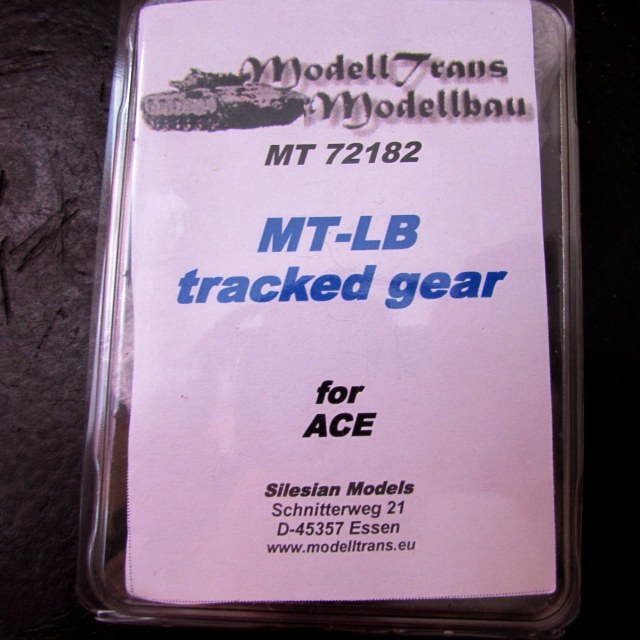 ModellTrans
Modellbau
MT 72182
MT-LB
tracked gear
for
ACE
Silesian Models
Schnitterweg 21
D-45357 Essen
www.modelltrans.eu